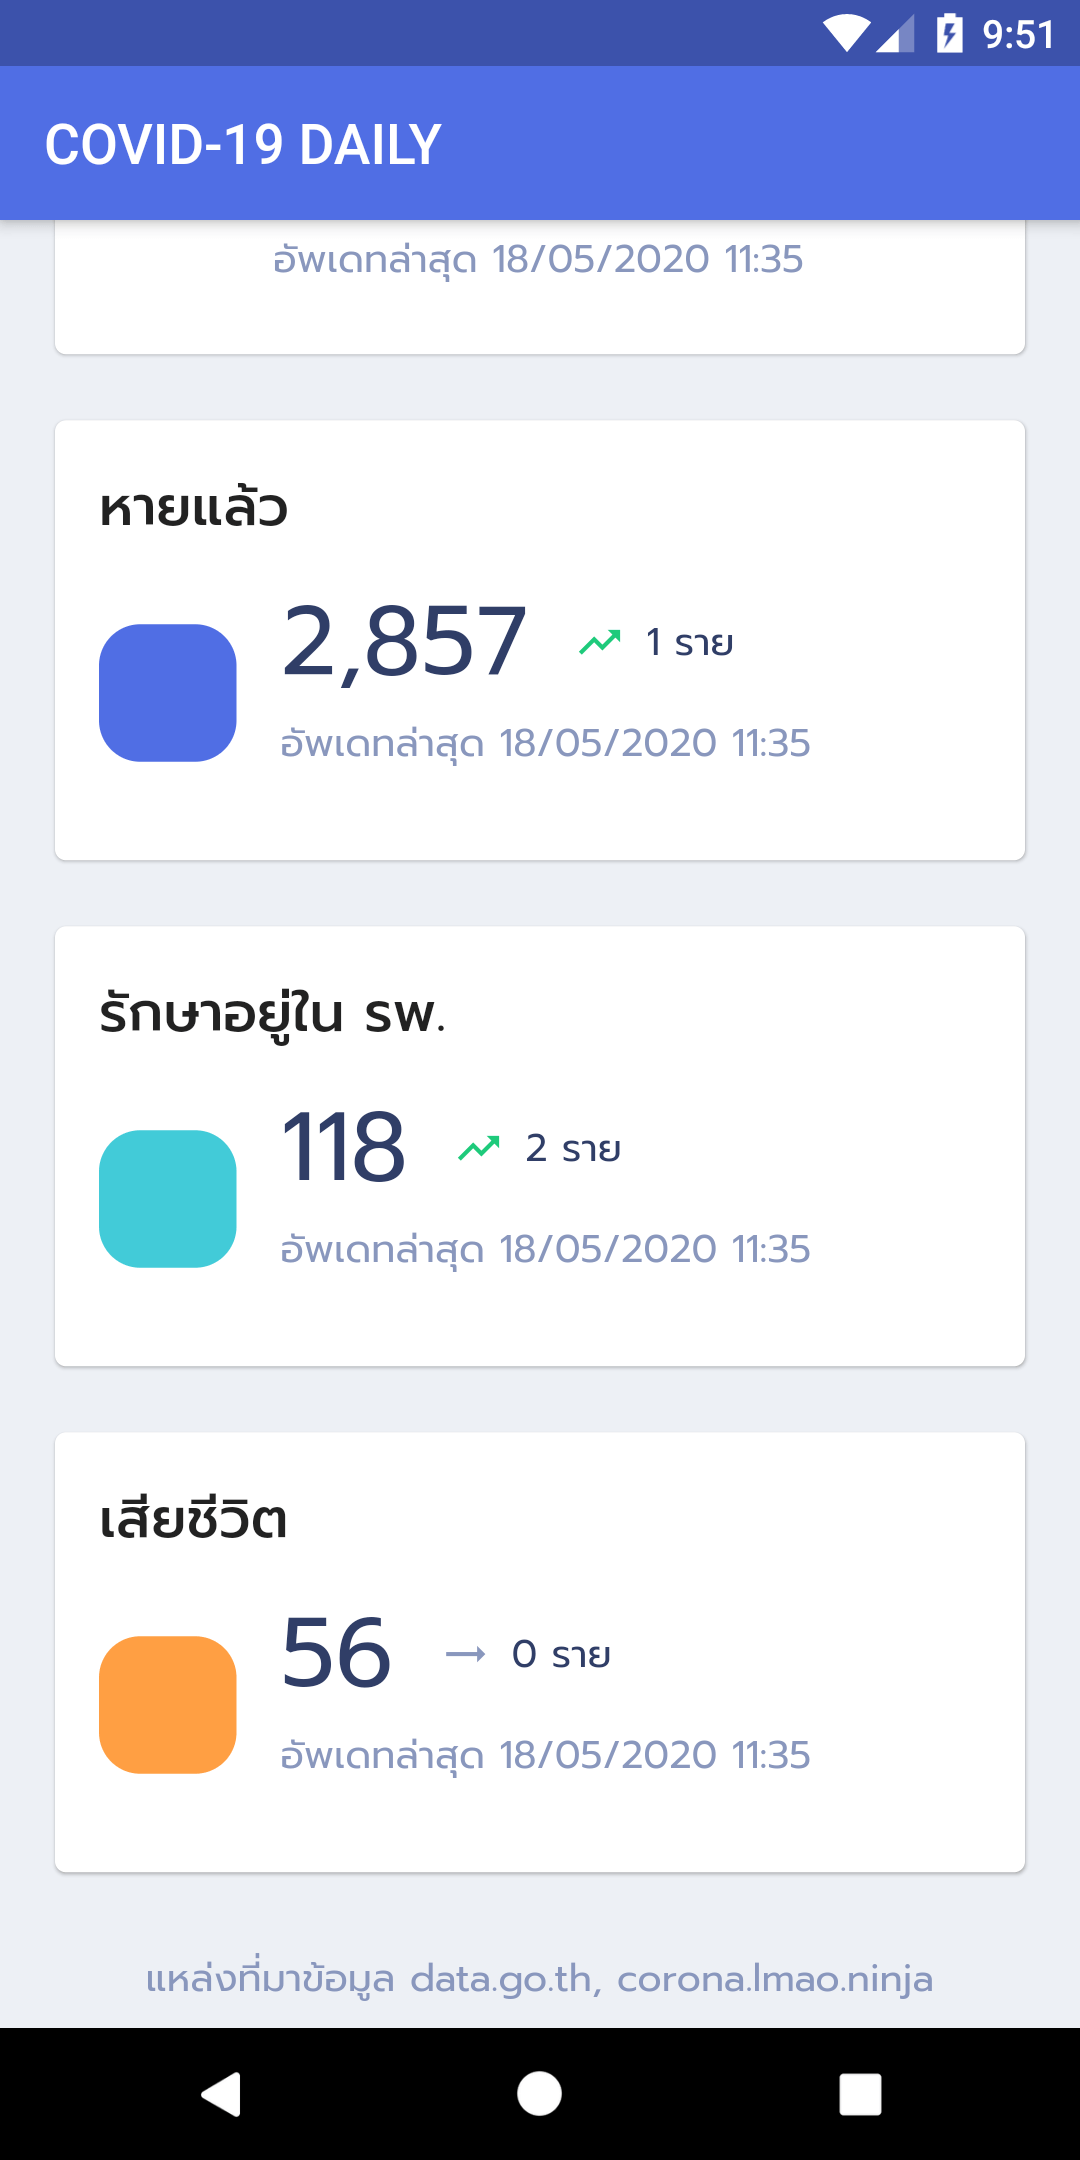 9:51
COVID-19 DAILY
อัพเดทล่าสุด 18/05/2020 11:35
หายแล้ว
2,857 1 ราย
อัพเดทล่าสุด 18/05/2020 11:35
รักษาอยู่ใน รพ.
118 2 ราย
อัพเดทล่าสุด 18/05/2020 11:35
เสียชีวิต
56 0 ราย
อัพเดทล่าสุด 18/05/2020 11:35
แหล่งที่มาข้อมูล data.go.th, corona.lmao.ninja